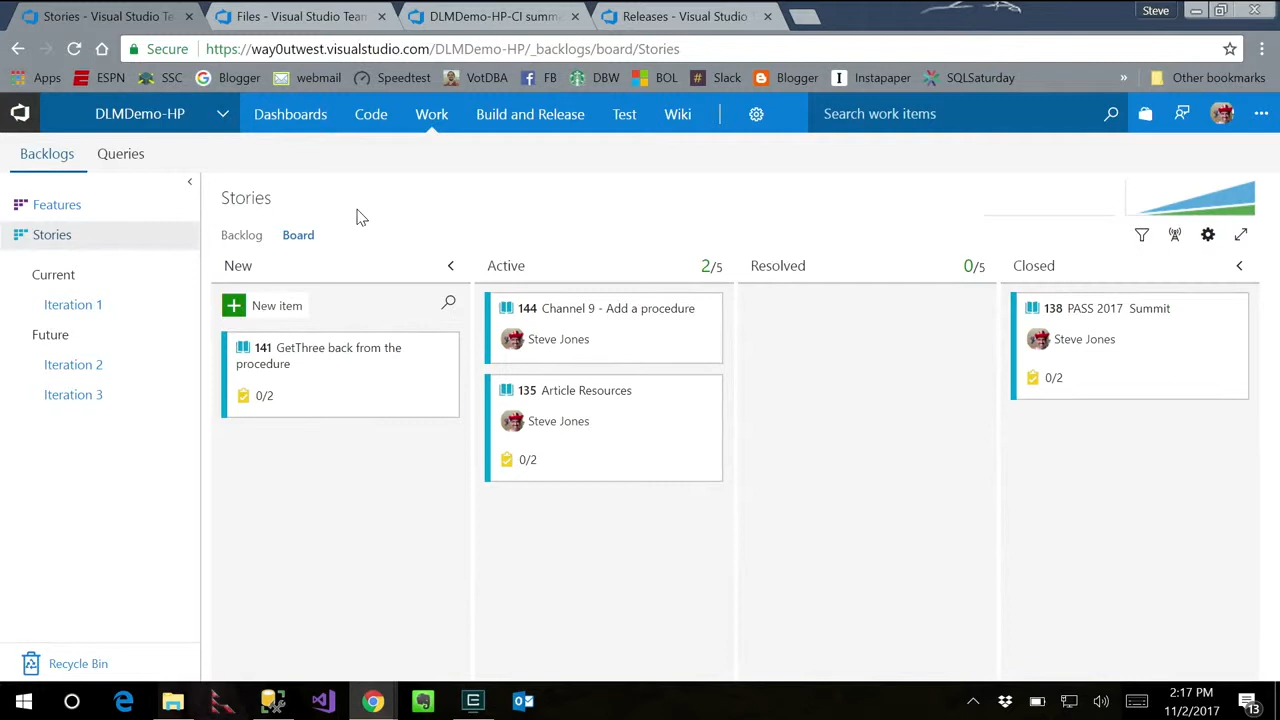 Stories - Visual Studio Te
Files - Visual Studio Team
DLMDemo-HP-CI summa
Releases - Visual Studio
Steve
Secure
https://way0utwest.visualstudio.com/DLMDemo-HP/_backlogs/board/Stories
Apps
ESPN
SSC
Blogger
webmail
Speedtest
VotDBA
FB
DBW
BOL
Slack
Blogger
Instapaper
SQLSaturday
»
Other bookmarks
DLMDemo-HP
Dashboards
Code
Work
Build and Release
Test
Wiki
Search work items
Backlogs
Queries
Features
Stories
Current
Iteration 1
Future
Iteration 2
Iteration 3
Recycle Bin
Stories
Backlog
Board
New
New item
141 GetThree back from the
procedure
0/2
Active
2/5
144 Channel 9 - Add a procedure
Steve Jones
135 Article Resources
Steve Jones
0/2
Resolved
0/5
Closed
138 PASS 2017 Summit
Steve Jones
0/2
2:17 PM
11/2/2017
13